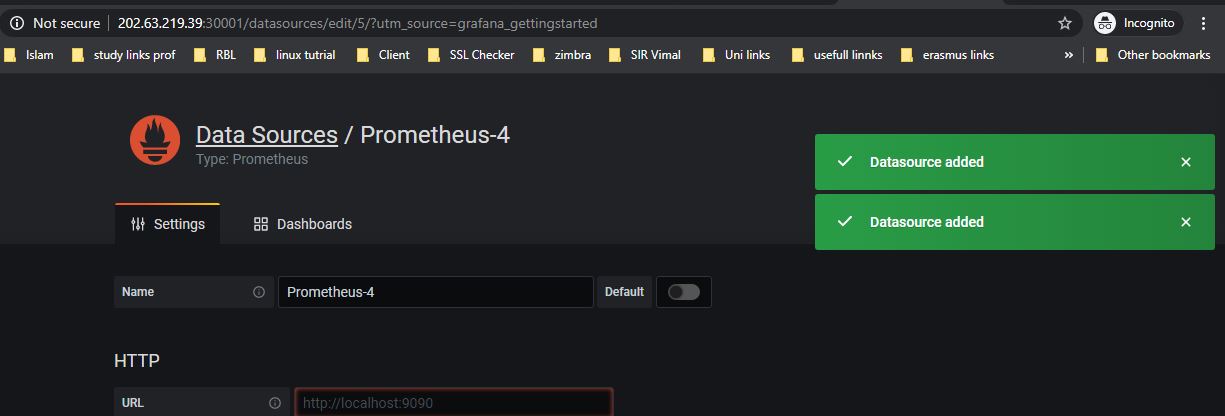 Not secure 202.63.219.39:30001/datasources/edit/5/?utm_source=grafana_gettingstarted Incognito
Islam study links prof RBL linux tutrial Client SSL Checker zimbra SIR Vimal Uni links usefull linnks erasmus links » Other bookmarks
Data Sources / Prometheus-4
Type: Prometheus
Datasource added
Datasource added
Settings Dashboards
Name Prometheus-4 Default
HTTP
URL http://localhost:9090